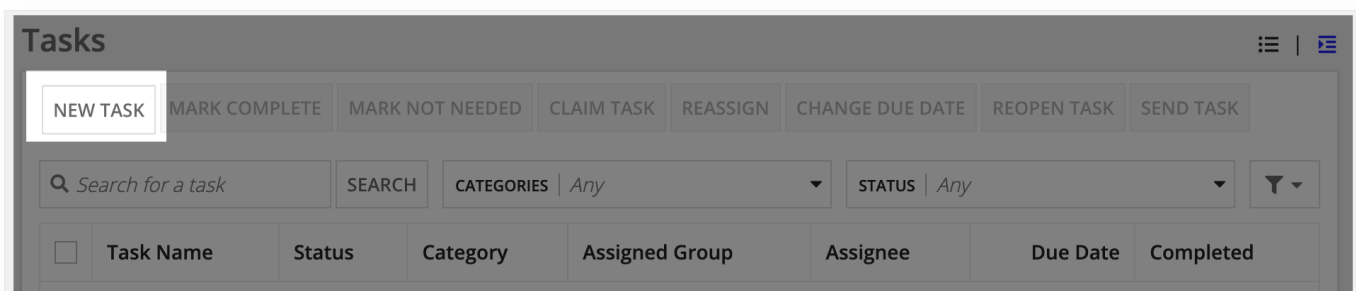 Tasks
|
NEW TASK MARK COMPLETE MARK NOT NEEDED CLAIM TASK REASSIGN CHANGE DUE DATE REOPEN TASK SEND TASK
Search for a task SEARCH CATEGORIES | Any STATUS | Any
Task Name Status Category Assigned Group Assignee Due Date Completed